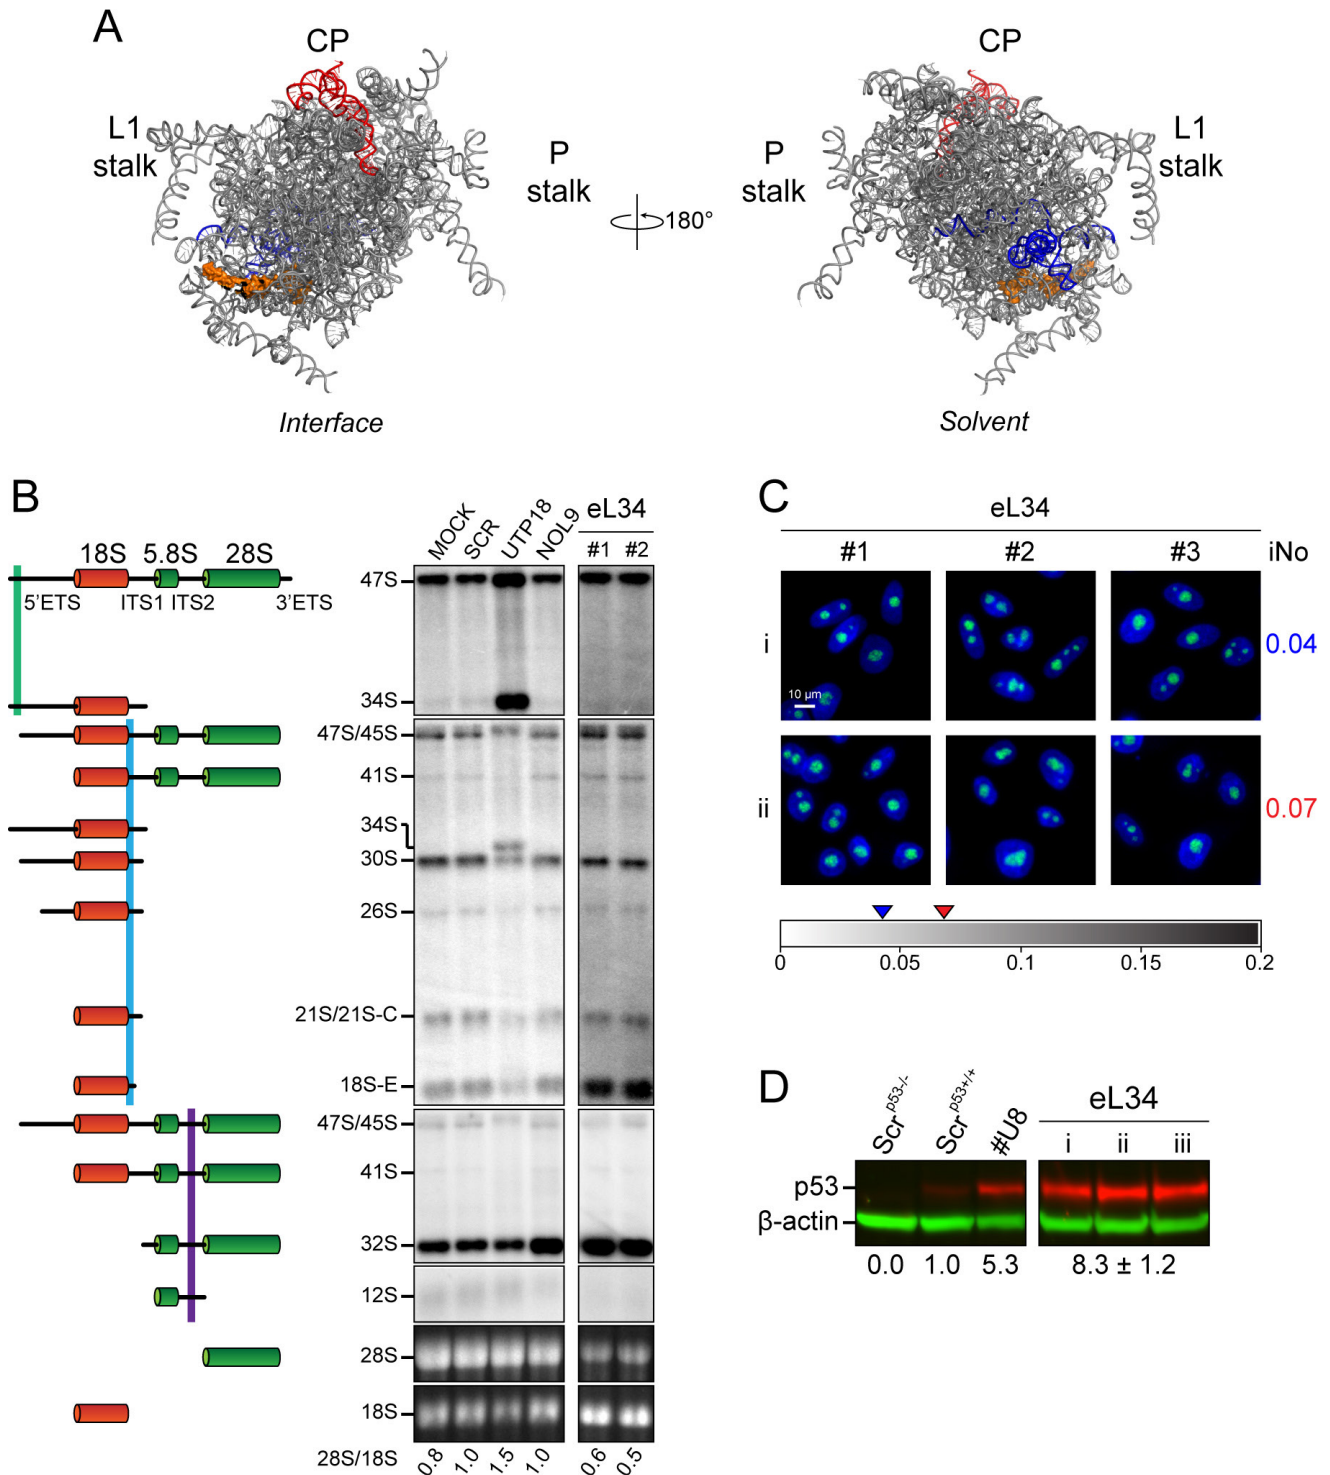 A
CP
L1
stalk
P
stalk
180°
Interface
CP
P
stalk
L1
stalk
Solvent
B
18S 5.8S 28S
5'ETS ITS1 ITS2 3'ETS
MOCK SCR UTP18 NOL9
eL34
#1 #2
47S
34S
47S/45S
41S
34S
30S
26S
21S/21S-C
18S-E
47S/45S
41S
32S
12S
28S
18S
28S/18S 0.8 1.0 1.5 1.0 0.6 0.5
C
eL34
#1 #2 #3 iNo
i 0.04
10 µm
ii 0.07
0 0.05 0.1 0.15 0.2
D
Scr p53-/- Scr p53+/+ #U8
eL34
i ii iii
p53
β-actin
0.0 1.0 5.3 8.3 ± 1.2